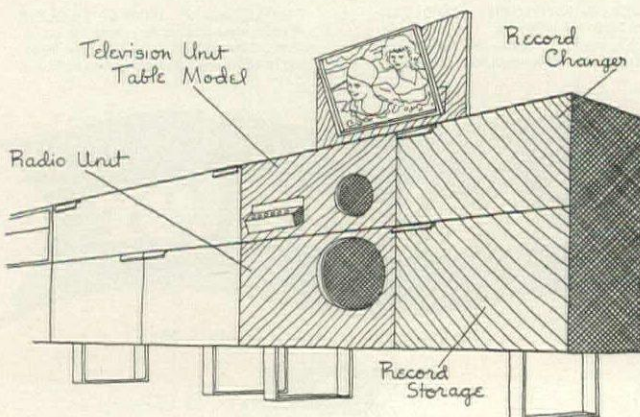 Television Unit
Table Model
Record
Changer
Radio Unit
Record
Storage